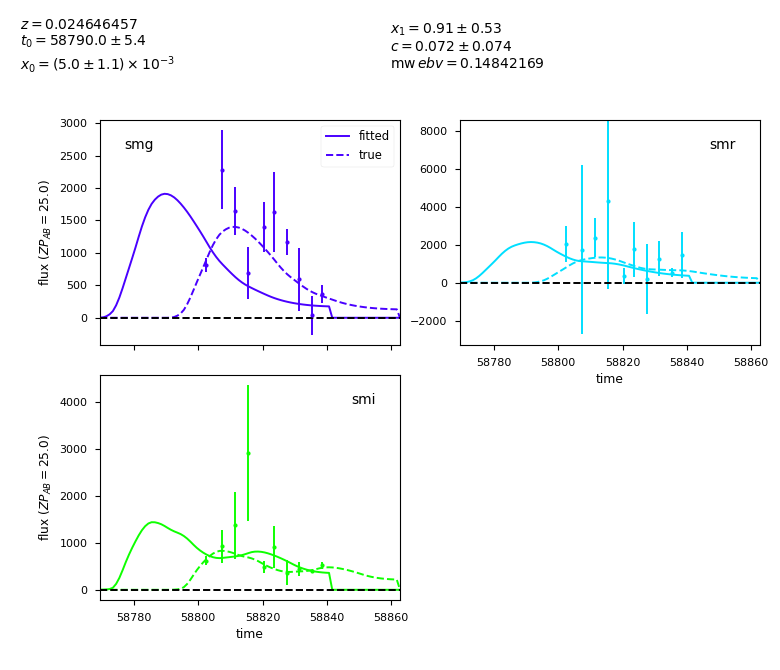 z = 0.024646457
t₀ = 58790.0 ± 5.4
x₀ = (5.0 ± 1.1) × 10⁻³
x₁ = 0.91 ± 0.53
c = 0.072 ± 0.074
mw ebv = 0.14842169
smg
fitted
true
3000
2500
2000
1500
1000
500
0
flux (ZP_AB = 25.0)
smr
8000
6000
4000
2000
0
−2000
58780 58800 58820 58840 58860
time
smi
4000
3000
2000
1000
0
flux (ZP_AB = 25.0)
58780 58800 58820 58840 58860
time